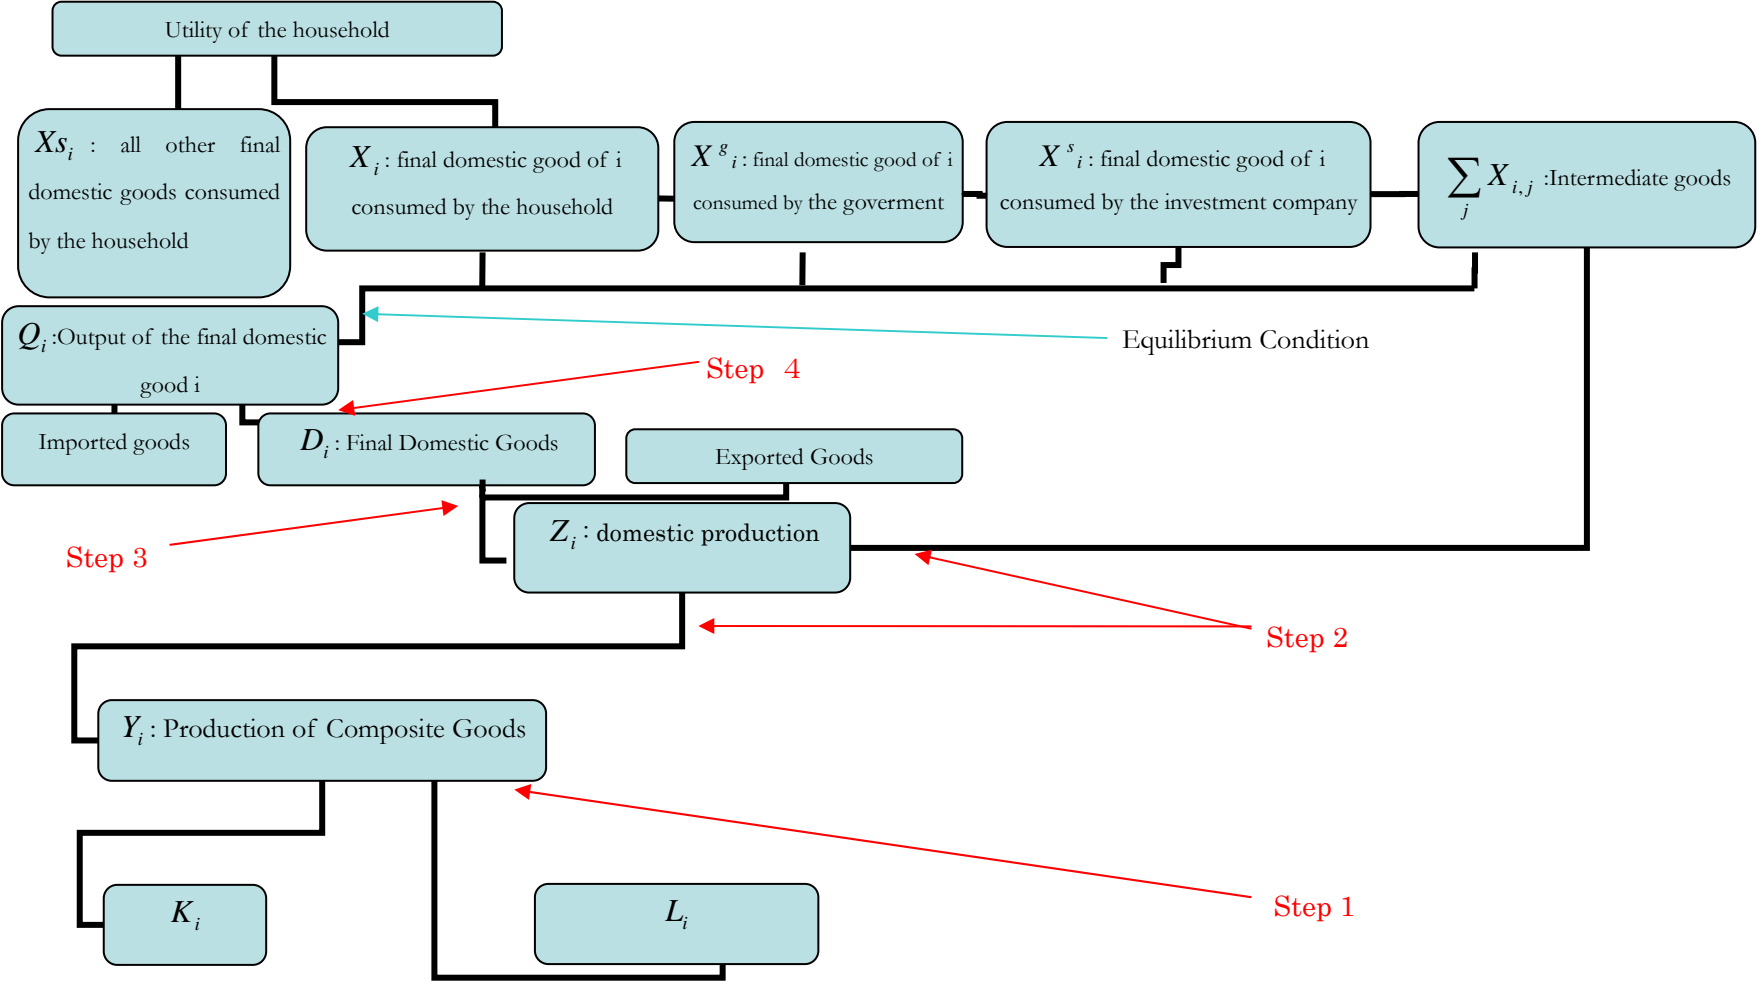 Utility of the household
Xs_i : all other final
domestic goods consumed
by the household
X_i : final domestic good of i
consumed by the household
X^g_i : final domestic good of i
consumed by the goverment
X^s_i : final domestic good of i
consumed by the investment company
∑_j X_{i,j} :Intermediate goods
Q_i :Output of the final domestic
good i
Equilibrium Condition
Step 4
Imported goods
D_i : Final Domestic Goods
Exported Goods
Step 3
Z_i : domestic production
Step 2
Y_i : Production of Composite Goods
K_i
L_i
Step 1